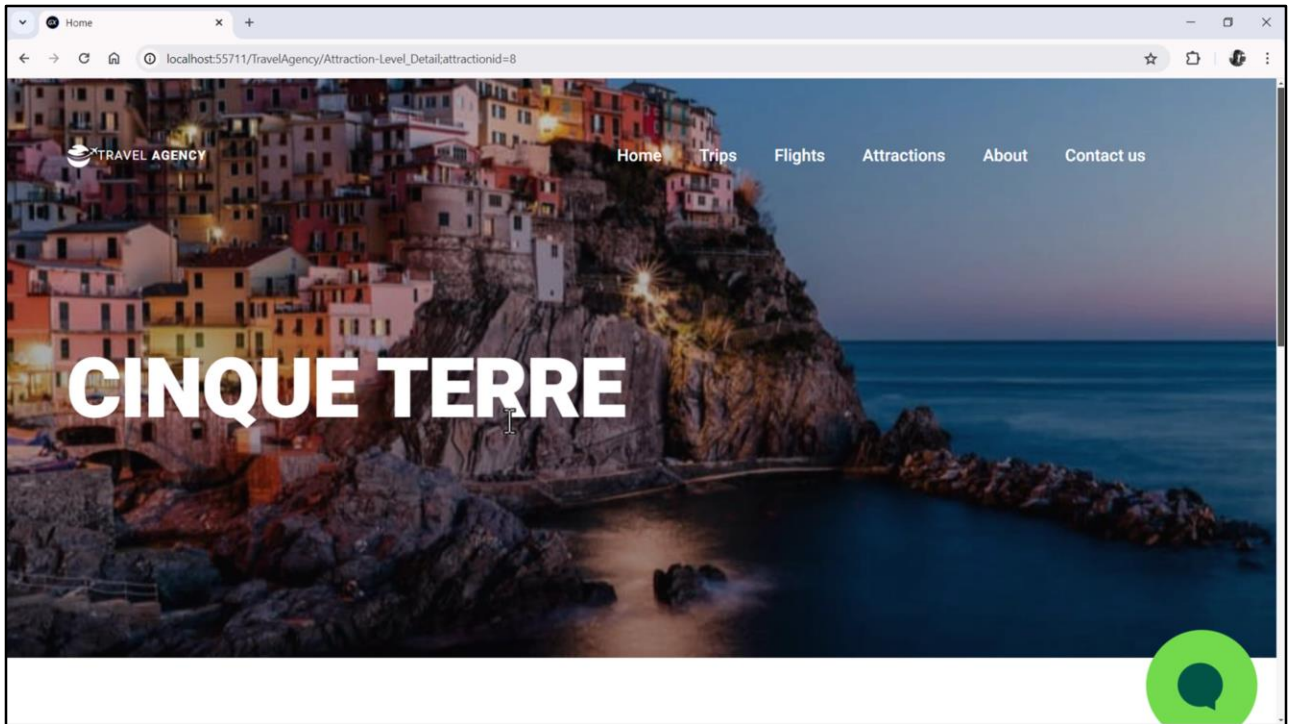 Home
localhost:55711/TravelAgency/Attraction-Level_Detail;attractionid=8
TRAVEL AGENCY Home Trips Flights Attractions About Contact us
CINQUE TERRE